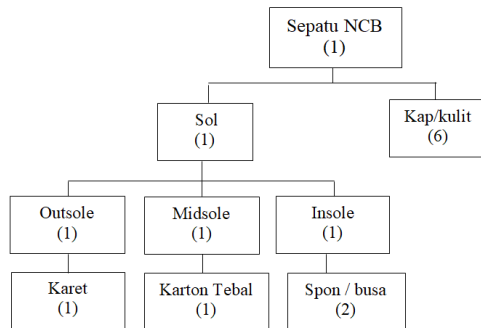 Sepatu NCB
(1)
Sol
(1)
Kap/kulit
(6)
Outsole
(1)
Midsole
(1)
Insole
(1)
Karet
(1)
Karton Tebal
(1)
Spon / busa
(2)